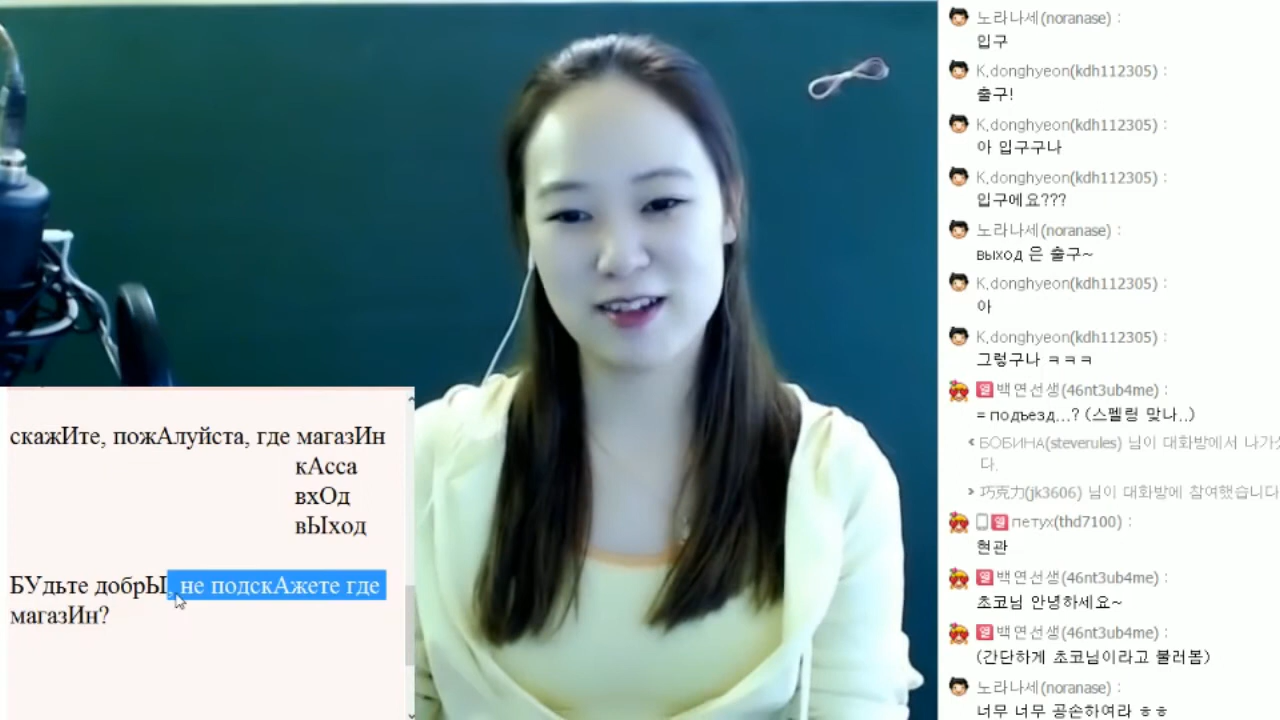 скажИте, пожАлуйста, где магазИн
кАсса
вхОд
вЫход
БУдьте добрЫ, не подскАжете где
магазИн?
노라나세(noranase) :
입구
K.donghyeon(kdh112305) :
출구!
K.donghyeon(kdh112305) :
아 입구구나
K.donghyeon(kdh112305) :
입구에요???
노라나세(noranase) :
выход 은 출구~
K.donghyeon(kdh112305) :
아
K.donghyeon(kdh112305) :
그렇구나 ㅋㅋㅋ
열 백연선생(46nt3ub4me) :
= подъезд...? (스펠링 맞나..)
БОБИНА(steverules) 님이 대화방에서 나가셨
다.
巧克力(jk3606) 님이 대화방에 참여했습니다
열 петух(thd7100) :
현관
열 백연선생(46nt3ub4me) :
초코님 안녕하세요~
열 백연선생(46nt3ub4me) :
(간단하게 초코님이라고 불러봄)
노라나세(noranase) :
너무 너무 공손하여라 ㅎㅎ